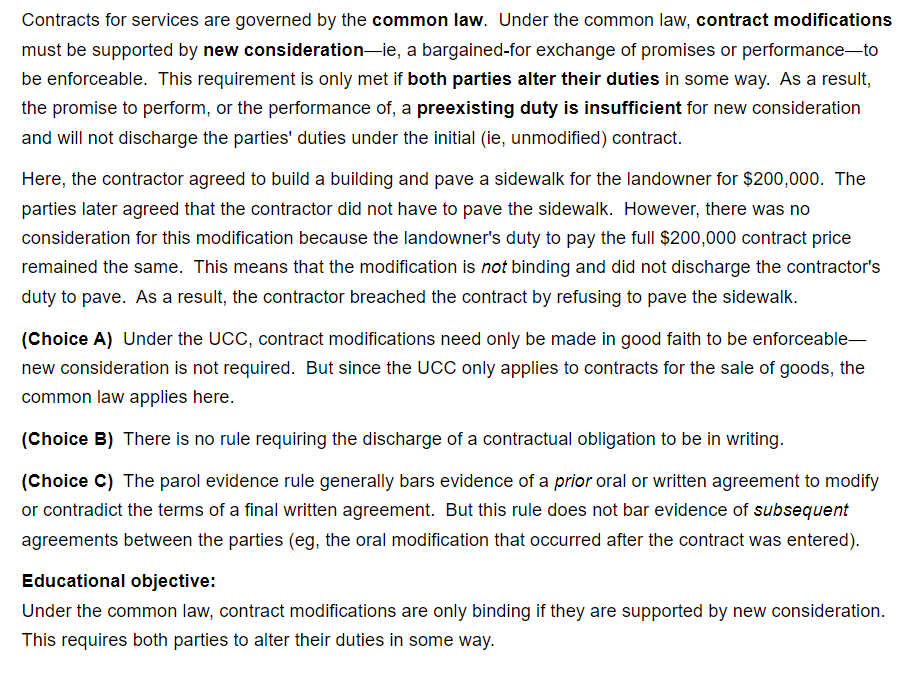 Contracts for services are governed by the common law.  Under the common law, contract modifications
must be supported by new consideration—ie, a bargained-for exchange of promises or performance—to
be enforceable.  This requirement is only met if both parties alter their duties in some way.  As a result,
the promise to perform, or the performance of, a preexisting duty is insufficient for new consideration
and will not discharge the parties' duties under the initial (ie, unmodified) contract.
Here, the contractor agreed to build a building and pave a sidewalk for the landowner for $200,000.  The
parties later agreed that the contractor did not have to pave the sidewalk.  However, there was no
consideration for this modification because the landowner's duty to pay the full $200,000 contract price
remained the same.  This means that the modification is not binding and did not discharge the contractor's
duty to pave.  As a result, the contractor breached the contract by refusing to pave the sidewalk.
(Choice A)  Under the UCC, contract modifications need only be made in good faith to be enforceable—
new consideration is not required.  But since the UCC only applies to contracts for the sale of goods, the
common law applies here.
(Choice B)  There is no rule requiring the discharge of a contractual obligation to be in writing.
(Choice C)  The parol evidence rule generally bars evidence of a prior oral or written agreement to modify
or contradict the terms of a final written agreement.  But this rule does not bar evidence of subsequent
agreements between the parties (eg, the oral modification that occurred after the contract was entered).
Educational objective:
Under the common law, contract modifications are only binding if they are supported by new consideration.
This requires both parties to alter their duties in some way.